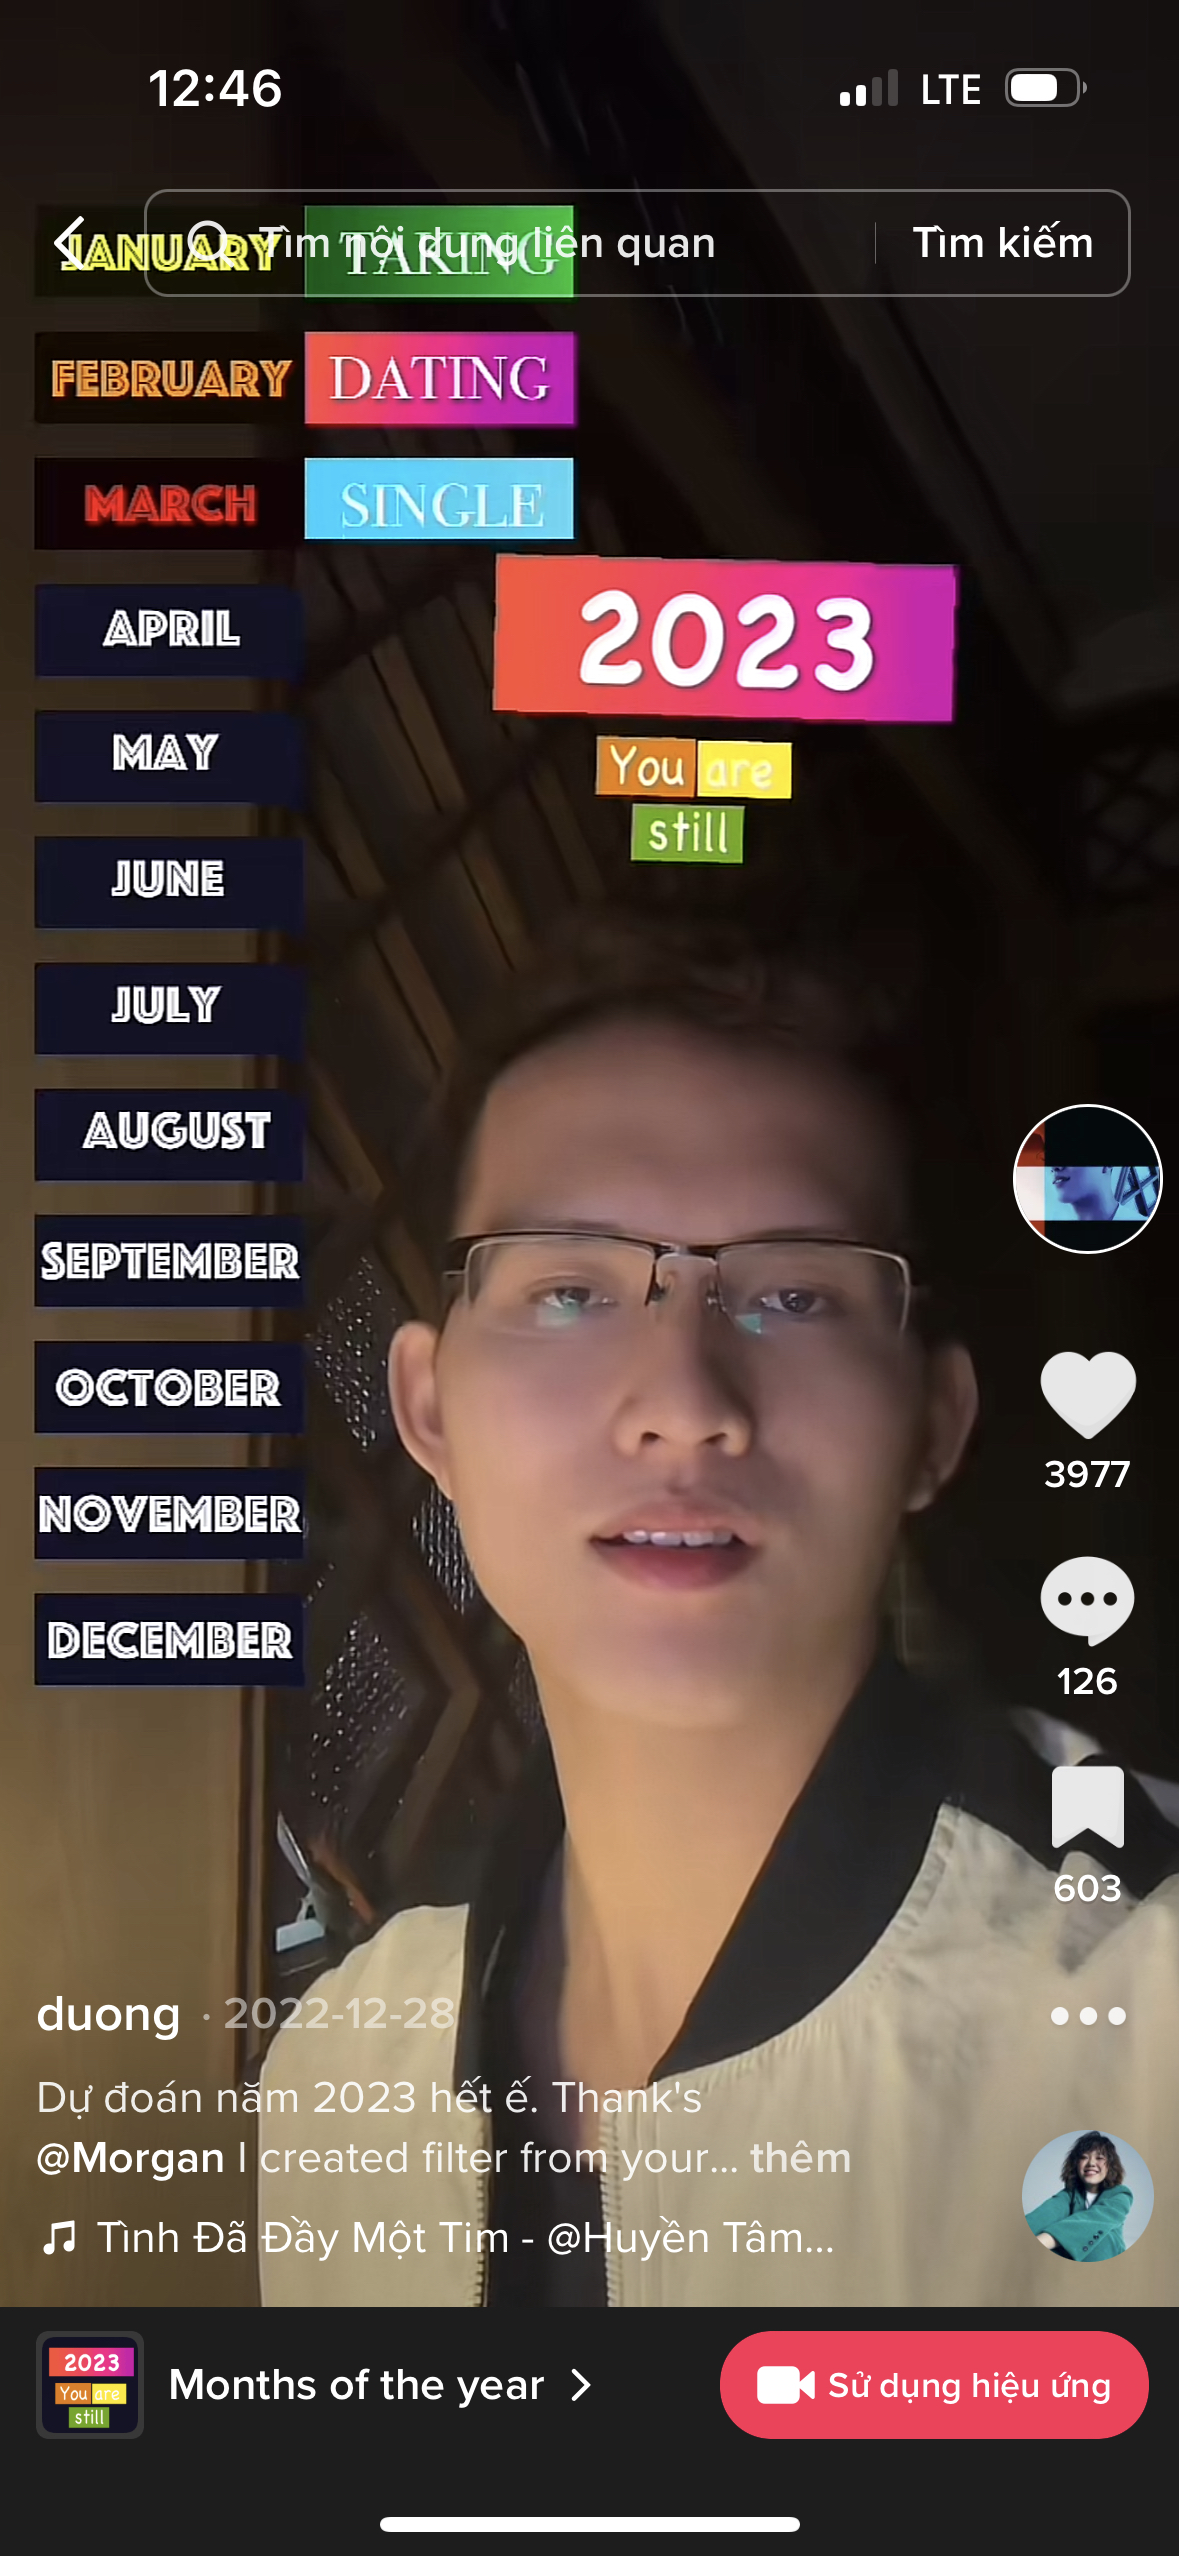 12:46
LTE
Tìm nội dung liên quan
Tìm kiếm
JANUARY TAKING
FEBRUARY DATING
MARCH SINGLE
APRIL
2023
MAY
You are
still
JUNE
JULY
AUGUST
SEPTEMBER
OCTOBER
NOVEMBER
DECEMBER
3977
126
603
duong · 2022-12-28
Dự đoán năm 2023 hết ế. Thank's
@Morgan I created filter from your... thêm
Tình Đã Đầy Một Tim - @Huyền Tâm...
2023
You are
still
Months of the year
Sử dụng hiệu ứng